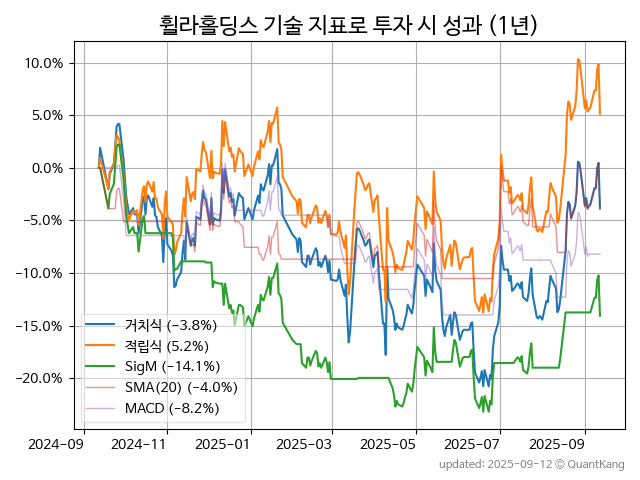 휠라홀딩스 기술 지표로 투자 시 성과 (1년)
10.0%
5.0%
0.0%
−5.0%
−10.0%
−15.0%
−20.0%
거치식 (−3.8%)
적립식 (5.2%)
SigM (−14.1%)
SMA(20) (−4.0%)
MACD (−8.2%)
2024-09
2024-11
2025-01
2025-03
2025-05
2025-07
2025-09
updated: 2025-09-12 © QuantKang